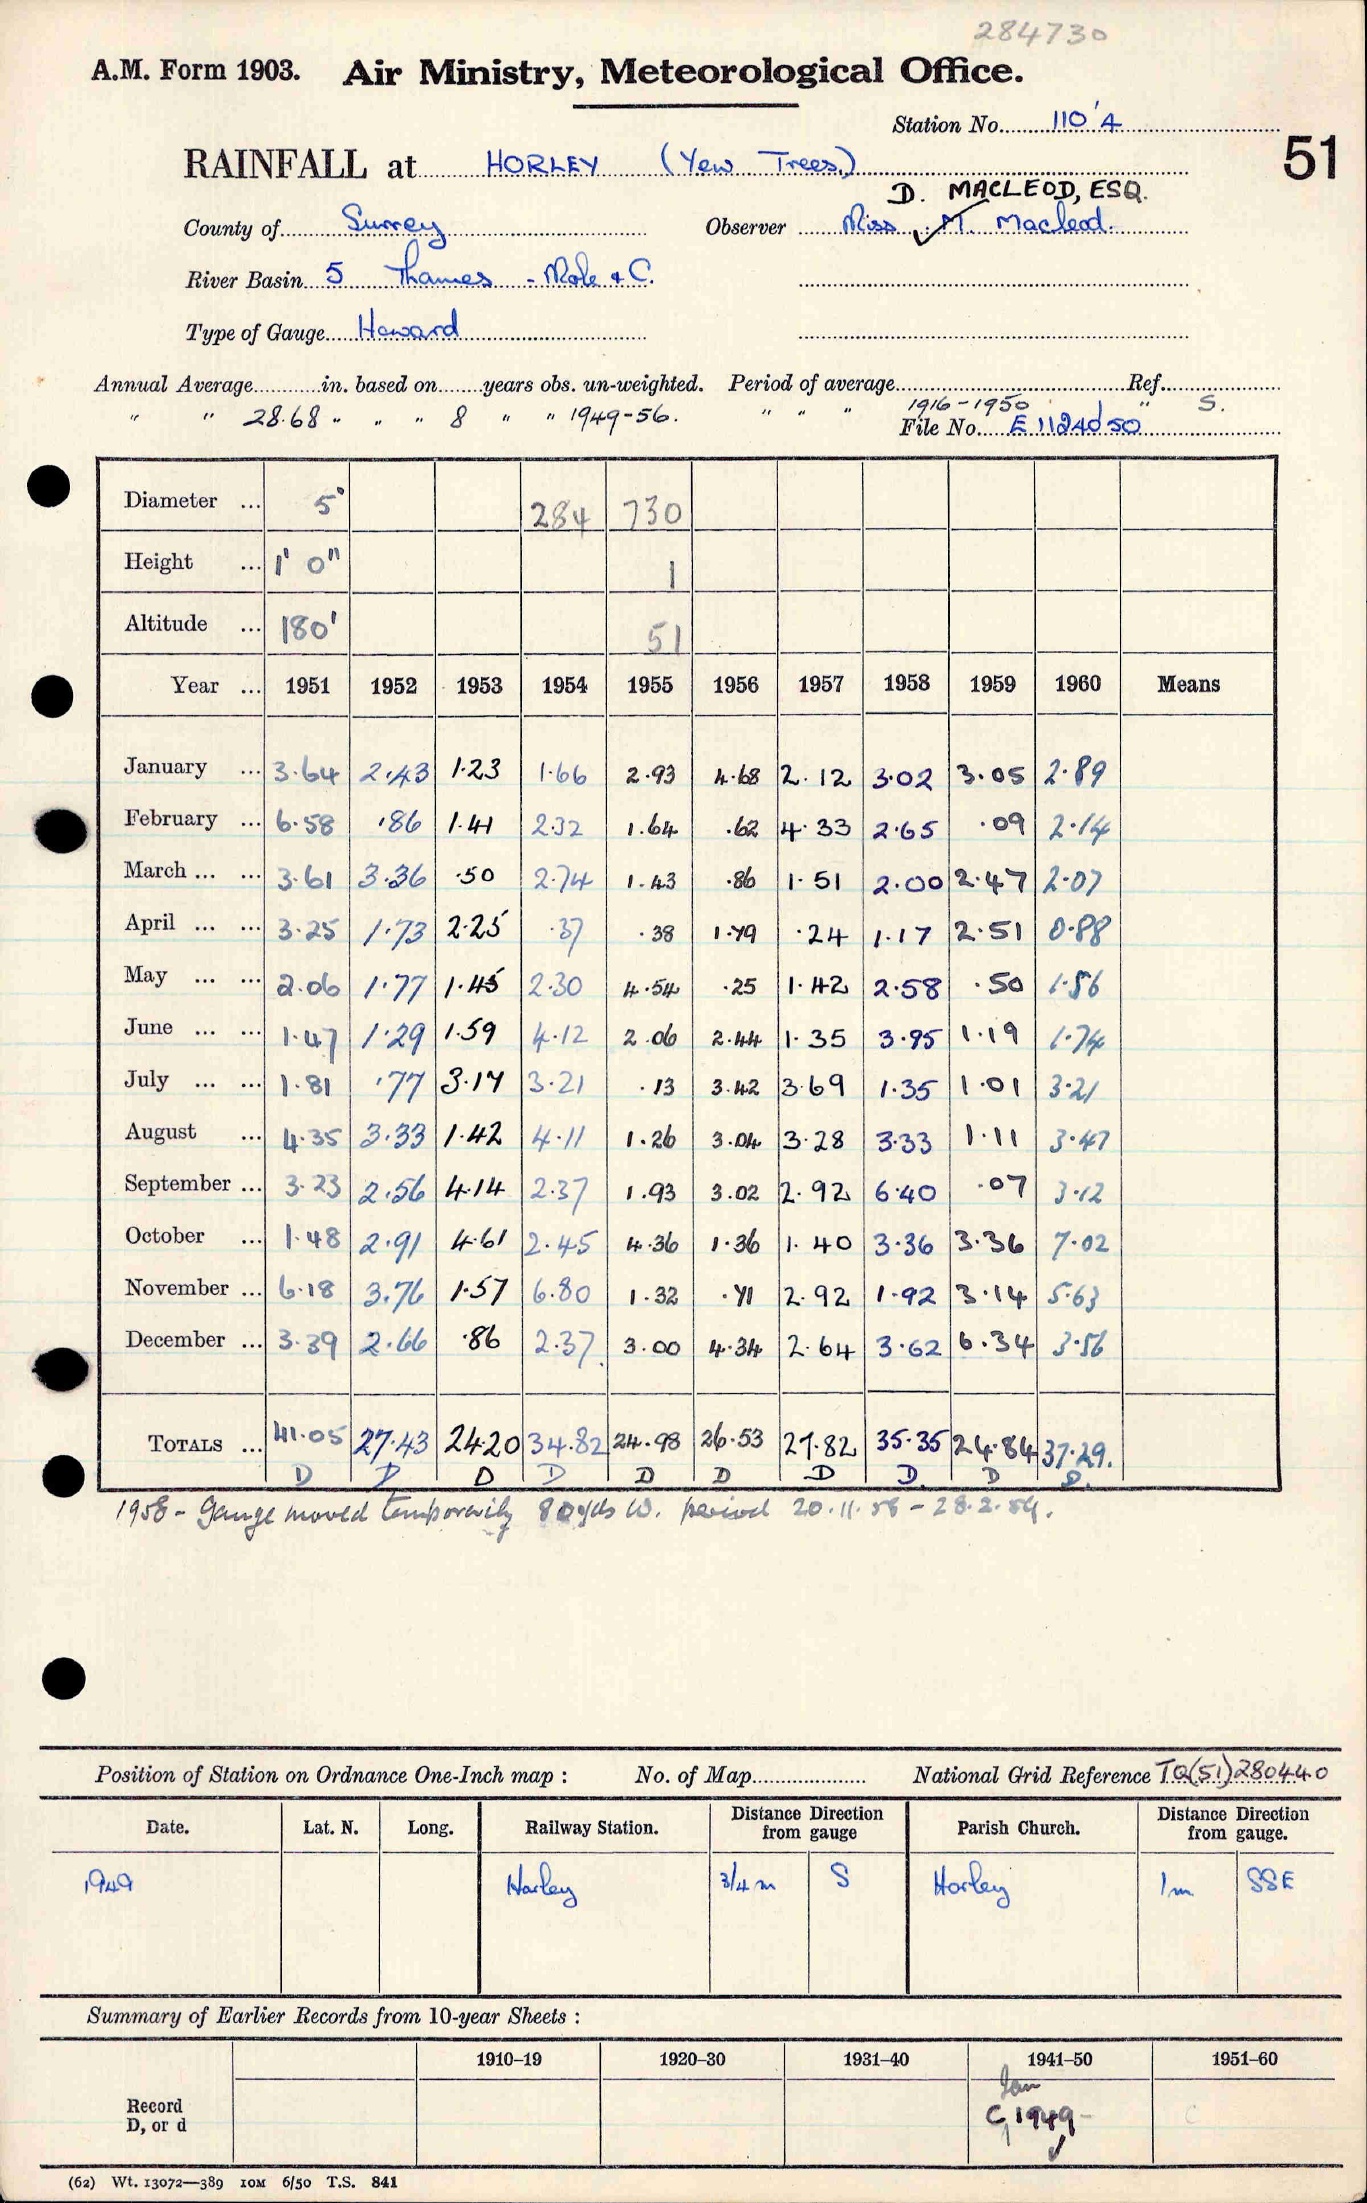 284730
A.M. Form 1903. Air Ministry, Meteorological Office.
Station No. 110'4
51
RAINFALL at HORLEY (Yew Trees.)
D. MACLEOD, ESQ.
County of Surrey Observer Miss M. Macleod.
River Basin 5 Thames - Mole & C.
Type of Gauge Howard
Annual Average in. based on years obs. un-weighted. Period of average Ref.
" " 28.68 " " " 8 " " 1949-56. " " " 1916-1950 " S.
File No. E 1124050
Diameter ... 5" 284 730
Height ... 1' 0" 1
Altitude ... 180' 51
Year ... 1951 1952 1953 1954 1955 1956 1957 1958 1959 1960 Means
January ... 3.64 2.43 1.23 1.66 2.93 4.68 2.12 3.02 3.05 2.89
February ... 6.58 .86 1.41 2.32 1.64 .62 4.33 2.65 .09 2.14
March ... ... 3.61 3.36 .50 2.74 1.43 .86 1.51 2.00 2.47 2.07
April ... ... 3.25 1.73 2.25 .37 .38 1.79 .24 1.17 2.51 0.88
May ... ... 2.06 1.77 1.45 2.30 4.54 .25 1.42 2.58 .50 1.56
June ... ... 1.47 1.29 1.59 4.12 2.06 2.44 1.35 3.95 1.19 1.74
July ... ... 1.81 .77 3.17 3.21 .13 3.42 3.69 1.35 1.01 3.21
August ... 4.35 3.33 1.42 4.11 1.26 3.04 3.28 3.33 1.11 3.47
September ... 3.23 2.56 4.14 2.37 1.93 3.02 2.92 6.40 .07 3.12
October ... 1.48 2.91 4.61 2.45 4.36 1.36 1.40 3.36 3.36 7.02
November ... 6.18 3.76 1.57 6.80 1.32 .71 2.92 1.92 3.14 5.63
December ... 3.39 2.66 .86 2.37 3.00 4.34 2.64 3.62 6.34 3.56
TOTALS ... 41.05 27.43 24.20 34.82 24.98 26.53 27.82 35.35 24.84 37.29.
D D D D D D D D. D D.
1958 - Gauge moved temporarily 80yds W. period 20.11.58 - 28.2.59.
Position of Station on Ordnance One-Inch map : No. of Map National Grid Reference TQ(51)280440
Date. Lat. N. Long. Railway Station. Distance Direction from gauge Parish Church. Distance Direction from gauge.
1949 Horley 3/4 m S Horley 1m SSE
Summary of Earlier Records from 10-year Sheets :
1910–19 1920–30 1931–40 1941–50 1951–60
Jan
Record
D, or d
C 1949- C
(62) Wt. 13072—389 10M 6/50 T.S. 841